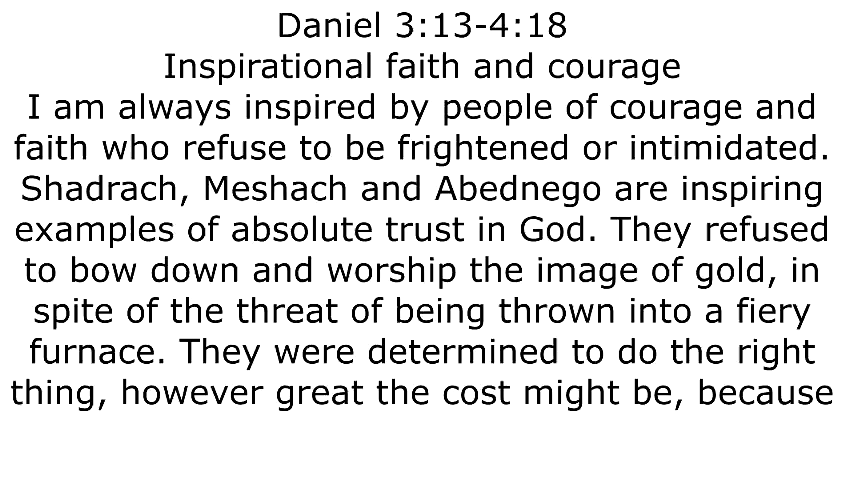 Daniel 3:13-4:18
Inspirational faith and courage
I am always inspired by people of courage and
faith who refuse to be frightened or intimidated.
Shadrach, Meshach and Abednego are inspiring
examples of absolute trust in God. They refused
to bow down and worship the image of gold, in
spite of the threat of being thrown into a fiery
furnace. They were determined to do the right
thing, however great the cost might be, because